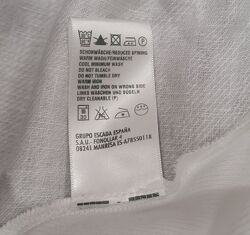 SCHONWÄSCHE/REDUCED SPINNING
WARM WASH/FEINWÄSCHE
COOL MINIMUM WASH
DO NOT BLEACH
DO NOT TUMBLE DRY
WARM IRON
WASH AND IRON ON WRONG SIDE
LINKS WASCHEN UND BÜGELN
DRY CLEANABLE (P)
30
GRUPO ESCADA ESPAÑA
S.A.U.- FONOLLAR 4
08241 MANRESA ES-A78550118